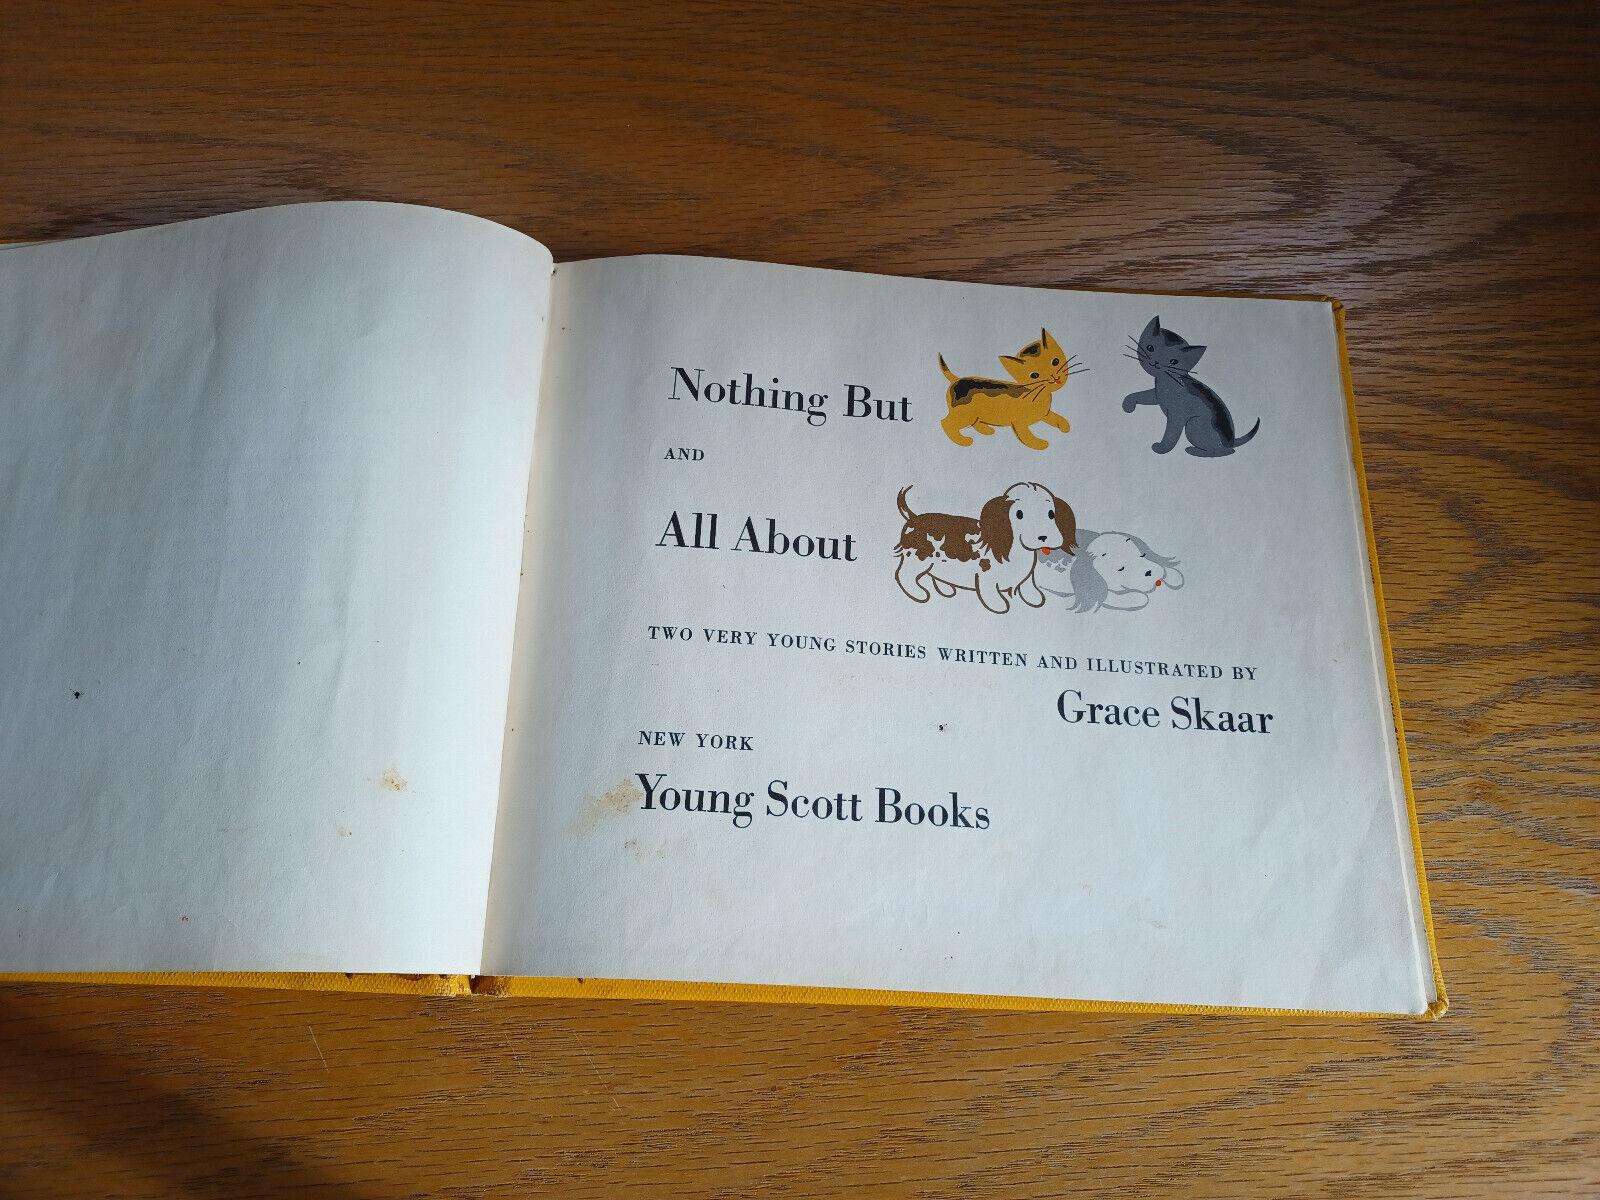 Nothing But
AND
All About
TWO VERY YOUNG STORIES WRITTEN AND ILLUSTRATED BY
Grace Skaar
NEW YORK
Young Scott Books